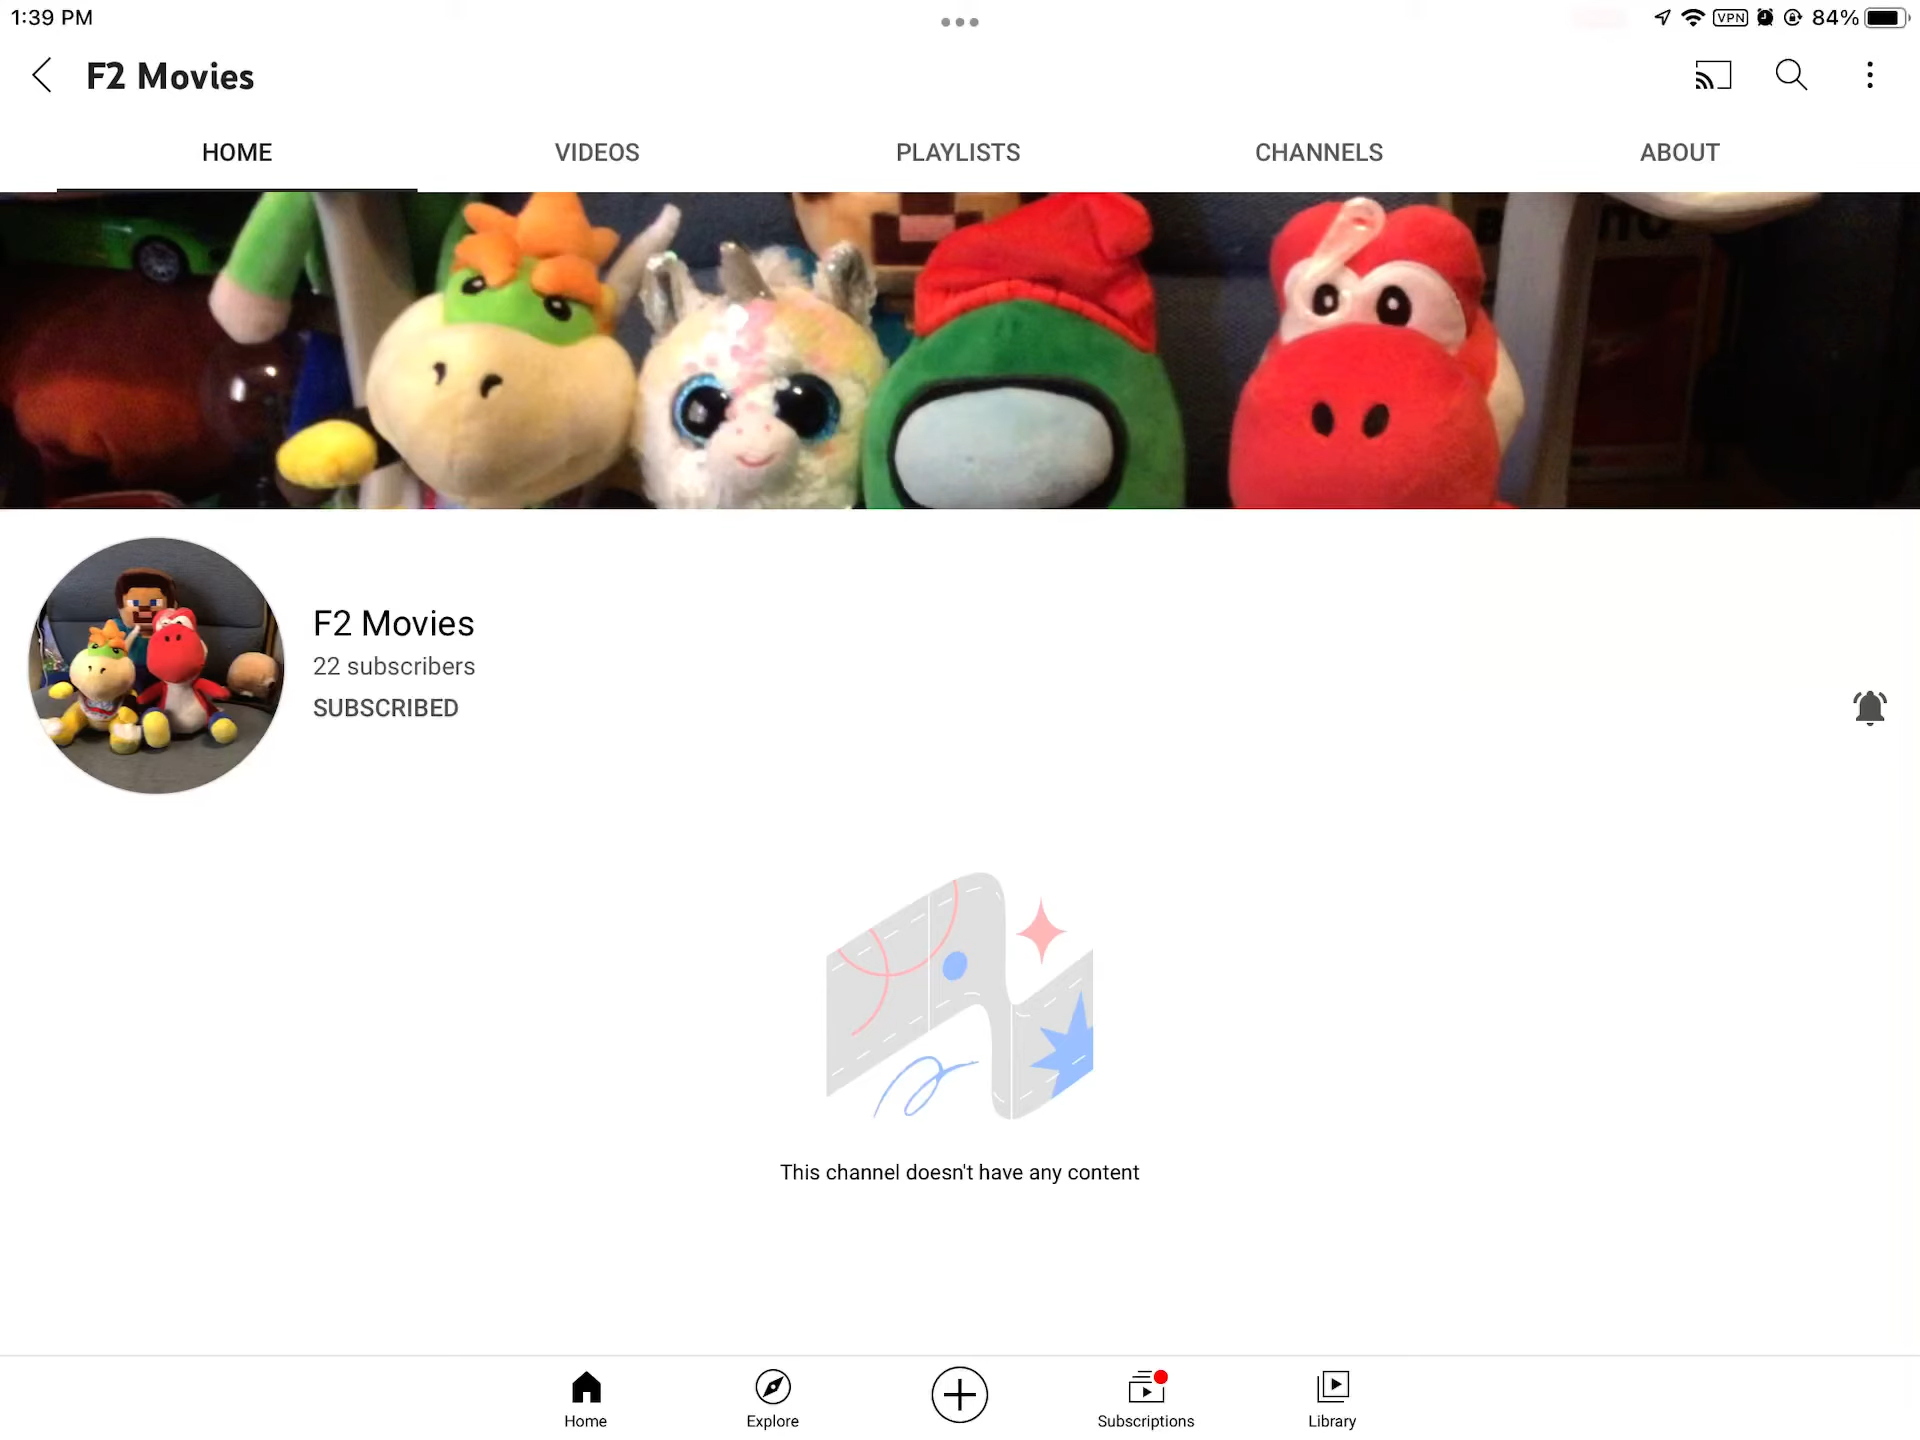 1:39 PM
VPN
84%
F2 Movies
HOME
VIDEOS
PLAYLISTS
CHANNELS
ABOUT
F2 Movies
22 subscribers
SUBSCRIBED
This channel doesn't have any content
Home
Explore
Subscriptions
Library